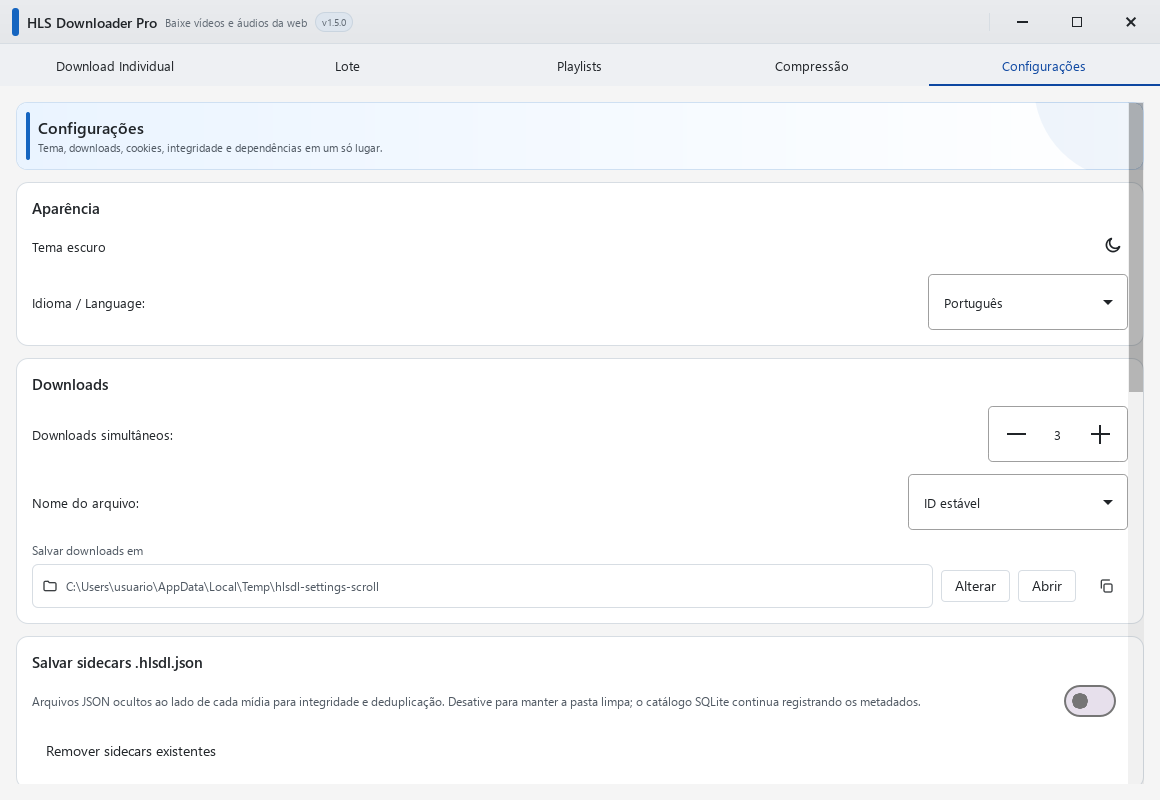 HLS Downloader Pro Baixe vídeos e áudios da web v1.5.0
Download Individual Lote Playlists Compressão Configurações
Configurações
Tema, downloads, cookies, integridade e dependências em um só lugar.
Aparência
Tema escuro
Idioma / Language: Português
Downloads
Downloads simultâneos: 3
Nome do arquivo: ID estável
Salvar downloads em
C:\Users\usuario\AppData\Local\Temp\hlsdl-settings-scroll Alterar Abrir
Salvar sidecars .hlsdl.json
Arquivos JSON ocultos ao lado de cada mídia para integridade e deduplicação. Desative para manter a pasta limpa; o catálogo SQLite continua registrando os metadados.
Remover sidecars existentes